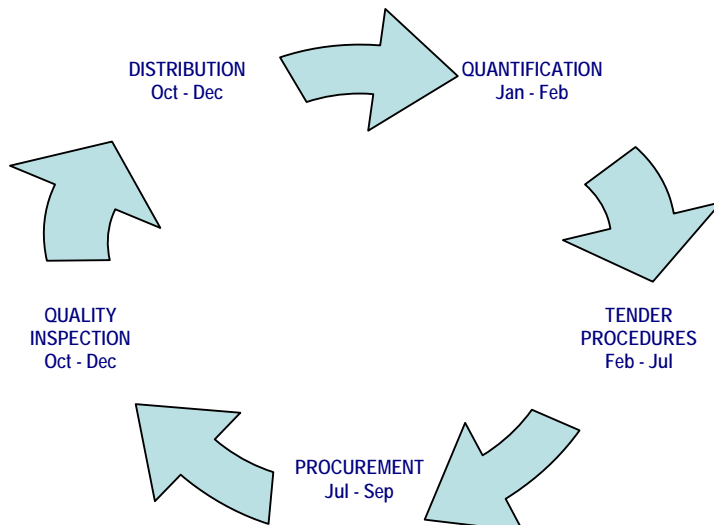 DISTRIBUTION
Oct - Dec
QUANTIFICATION
Jan - Feb
TENDER
PROCEDURES
Feb - Jul
PROCUREMENT
Jul - Sep
QUALITY
INSPECTION
Oct - Dec